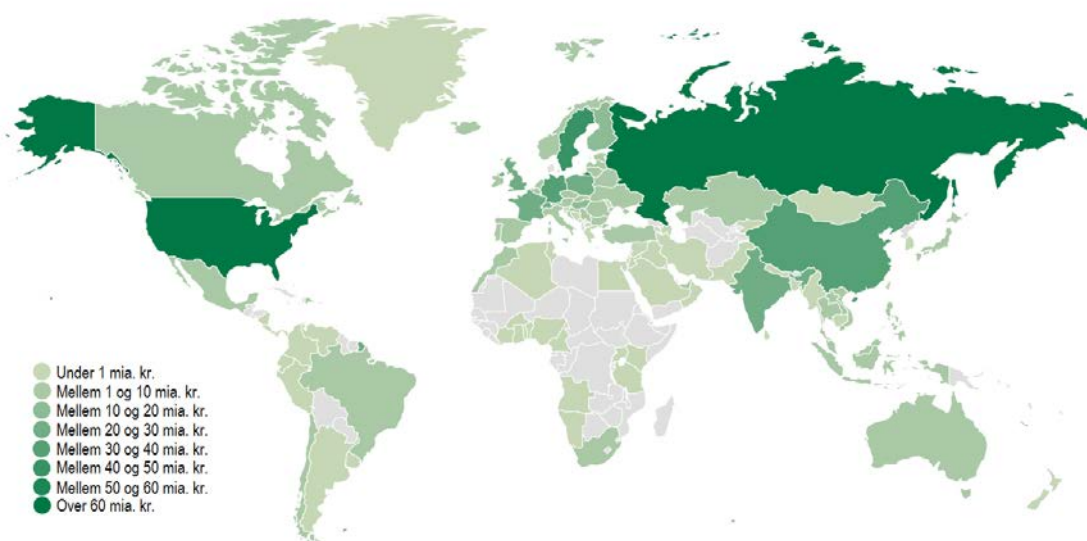 Under 1 mia. kr.
Mellem 1 og 10 mia. kr.
Mellem 10 og 20 mia. kr.
Mellem 20 og 30 mia. kr.
Mellem 30 og 40 mia. kr.
Mellem 40 og 50 mia. kr.
Mellem 50 og 60 mia. kr.
Over 60 mia. kr.